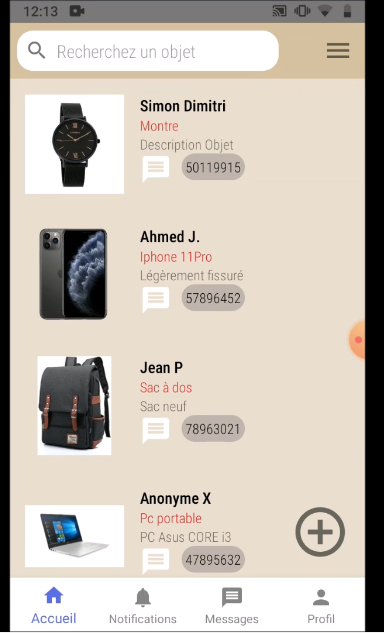 12:13
Recherchez un objet
Simon Dimitri
Montre
Description Objet
50119915
Ahmed J.
Iphone 11Pro
Légèrement fissuré
57896452
Jean P
Sac à dos
Sac neuf
78963021
Anonyme X
Pc portable
PC Asus CORE i3
47895632
Accueil Notifications Messages Profil